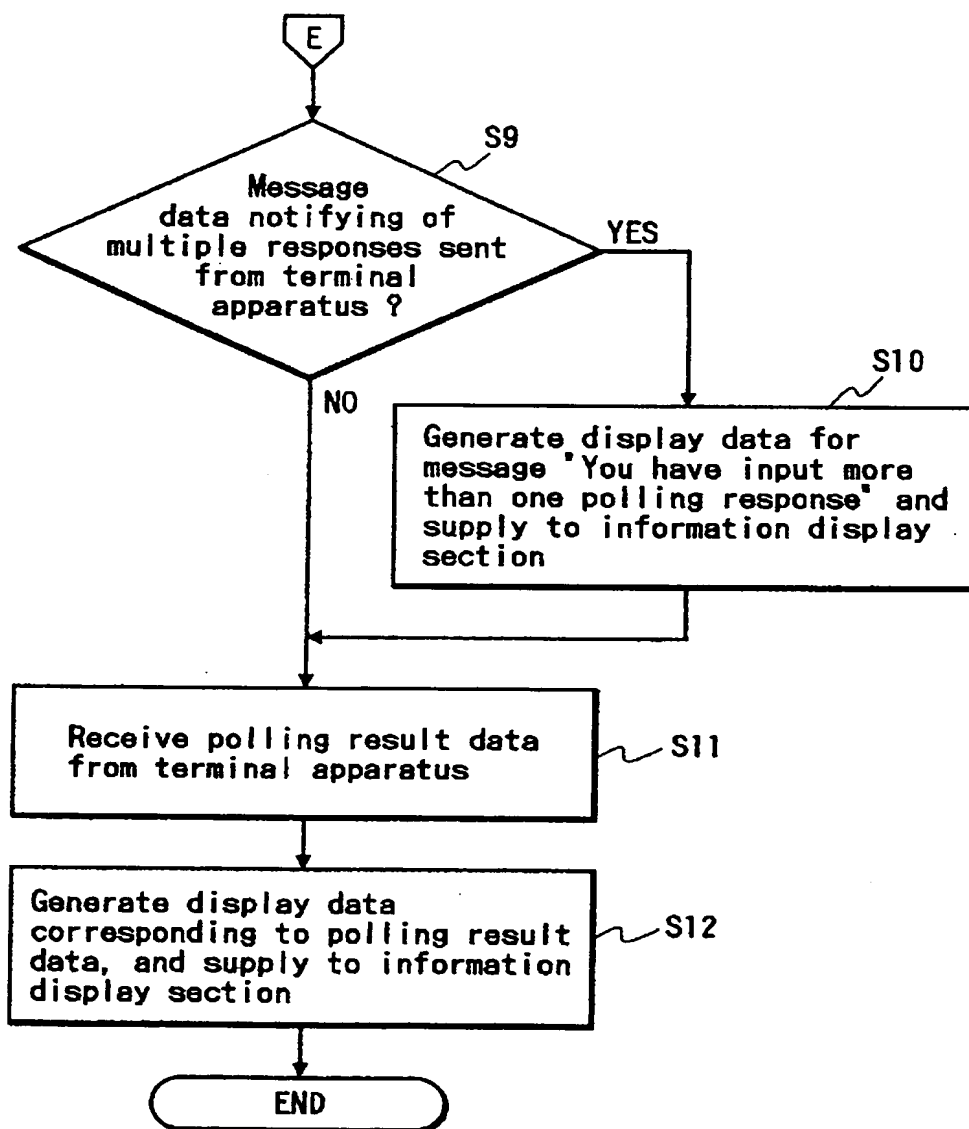 E
S9
Message
data notifying of
multiple responses sent
from terminal
apparatus ?
YES
NO
S10
Generate display data for
message "You have input more
than one polling response" and
supply to information display
section
Receive polling result data
from terminal apparatus
S11
Generate display data
corresponding to polling result
data, and supply to information
display section
S12
END